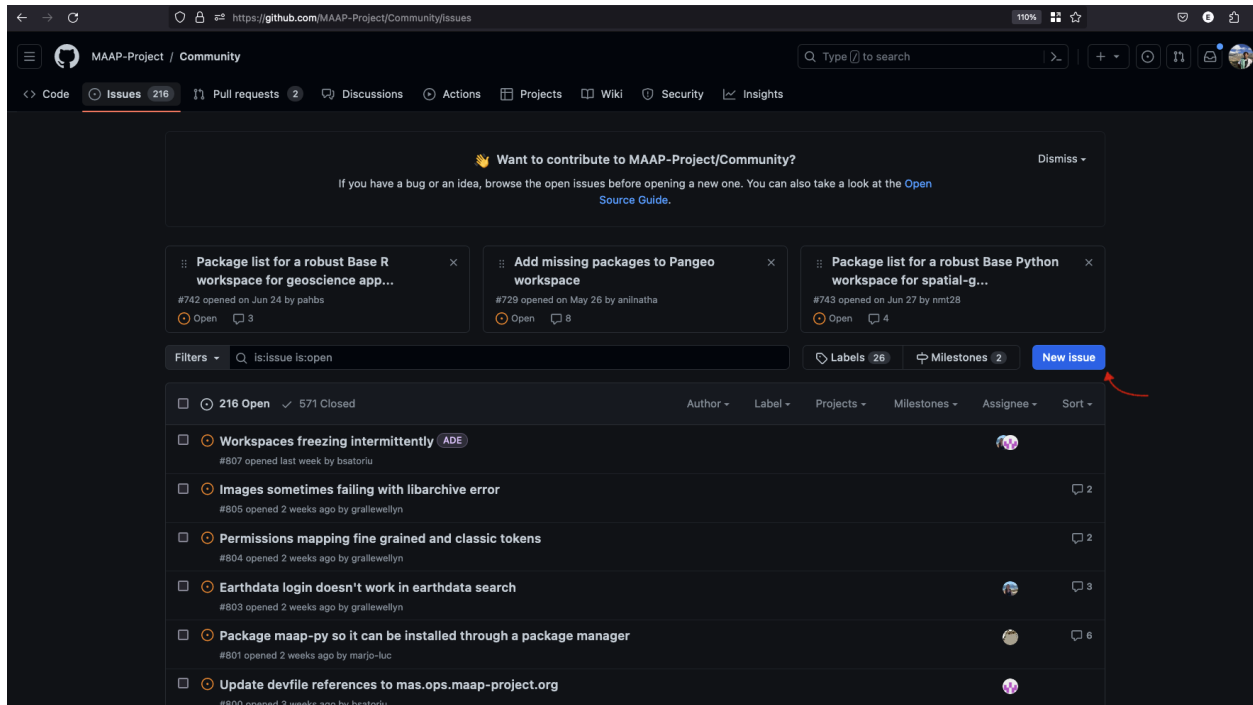 https://github.com/MAAP-Project/Community/issues
110%
MAAP-Project / Community
Type / to search
Code
Issues 216
Pull requests 2
Discussions
Actions
Projects
Wiki
Security
Insights
👋 Want to contribute to MAAP-Project/Community?
Dismiss
If you have a bug or an idea, browse the open issues before opening a new one. You can also take a look at the Open
Source Guide.
Package list for a robust Base R
workspace for geoscience app...
#742 opened on Jun 24 by pahbs
Open 3
Add missing packages to Pangeo
workspace
#729 opened on May 26 by anilnatha
Open 8
Package list for a robust Base Python
workspace for spatial-g...
#743 opened on Jun 27 by nmt28
Open 4
Filters
is:issue is:open
Labels 26
Milestones 2
New issue
216 Open
571 Closed
Author
Label
Projects
Milestones
Assignee
Sort
Workspaces freezing intermittently ADE
#807 opened last week by bsatoriu
Images sometimes failing with libarchive error
2
#805 opened 2 weeks ago by grallewellyn
Permissions mapping fine grained and classic tokens
2
#804 opened 2 weeks ago by grallewellyn
Earthdata login doesn't work in earthdata search
3
#803 opened 2 weeks ago by grallewellyn
Package maap-py so it can be installed through a package manager
6
#801 opened 2 weeks ago by marjo-luc
Update devfile references to mas.ops.maap-project.org
#800 opened 3 weeks ago by bsatoriu